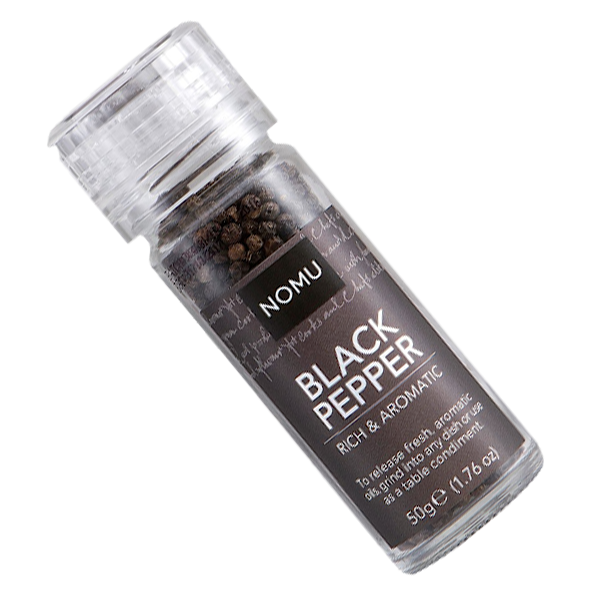 NOMU
BLACK
PEPPER
RICH & AROMATIC
To release fresh, aromatic
oils, grind into any dish or use
as a table condiment.
50g℮ (1.76 oz)